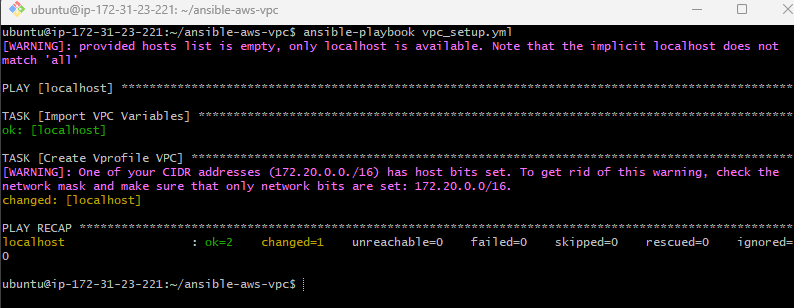 ubuntu@ip-172-31-23-221: ~/ansible-aws-vpc
ubuntu@ip-172-31-23-221:~/ansible-aws-vpc$ ansible-playbook vpc_setup.yml
[WARNING]: provided hosts list is empty, only localhost is available. Note that the implicit localhost does not
match 'all'
PLAY [localhost] *********************************************************************************************
TASK [Import VPC Variables] **********************************************************************************
ok: [localhost]
TASK [Create Vprofile VPC] ***********************************************************************************
[WARNING]: One of your CIDR addresses (172.20.0.0./16) has host bits set. To get rid of this warning, check the
network mask and make sure that only network bits are set: 172.20.0.0/16.
changed: [localhost]
PLAY RECAP ***************************************************************************************************
localhost                  : ok=2    changed=1    unreachable=0    failed=0    skipped=0    rescued=0    ignored=
0
ubuntu@ip-172-31-23-221:~/ansible-aws-vpc$